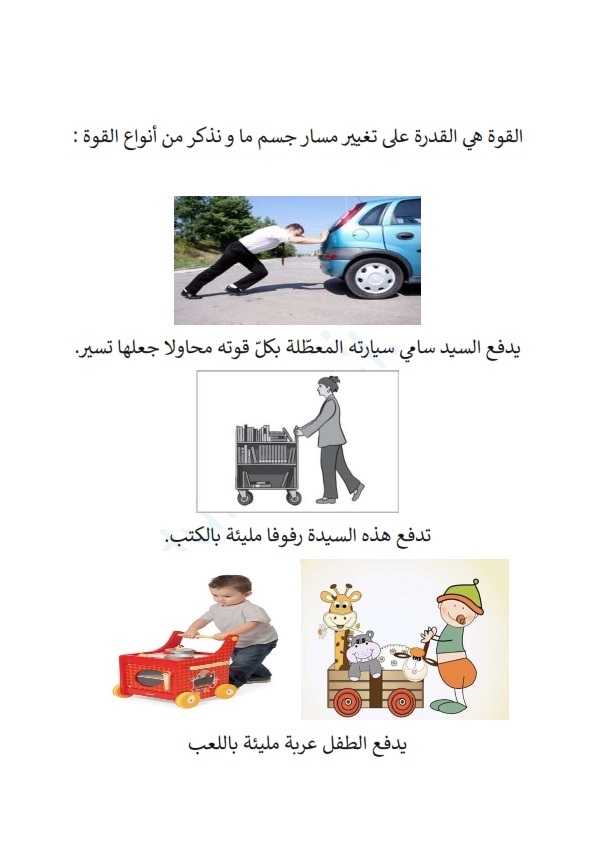 القوة هي القدرة على تغيير مسار جسم ما و نذكر من أنواع القوة :
يدفع السيد سامي سيارته المعطّلة بكلّ قوته محاولا جعلها تسير.
تدفع هذه السيدة رفوفا مليئة بالكتب.
يدفع الطفل عربة مليئة باللعب